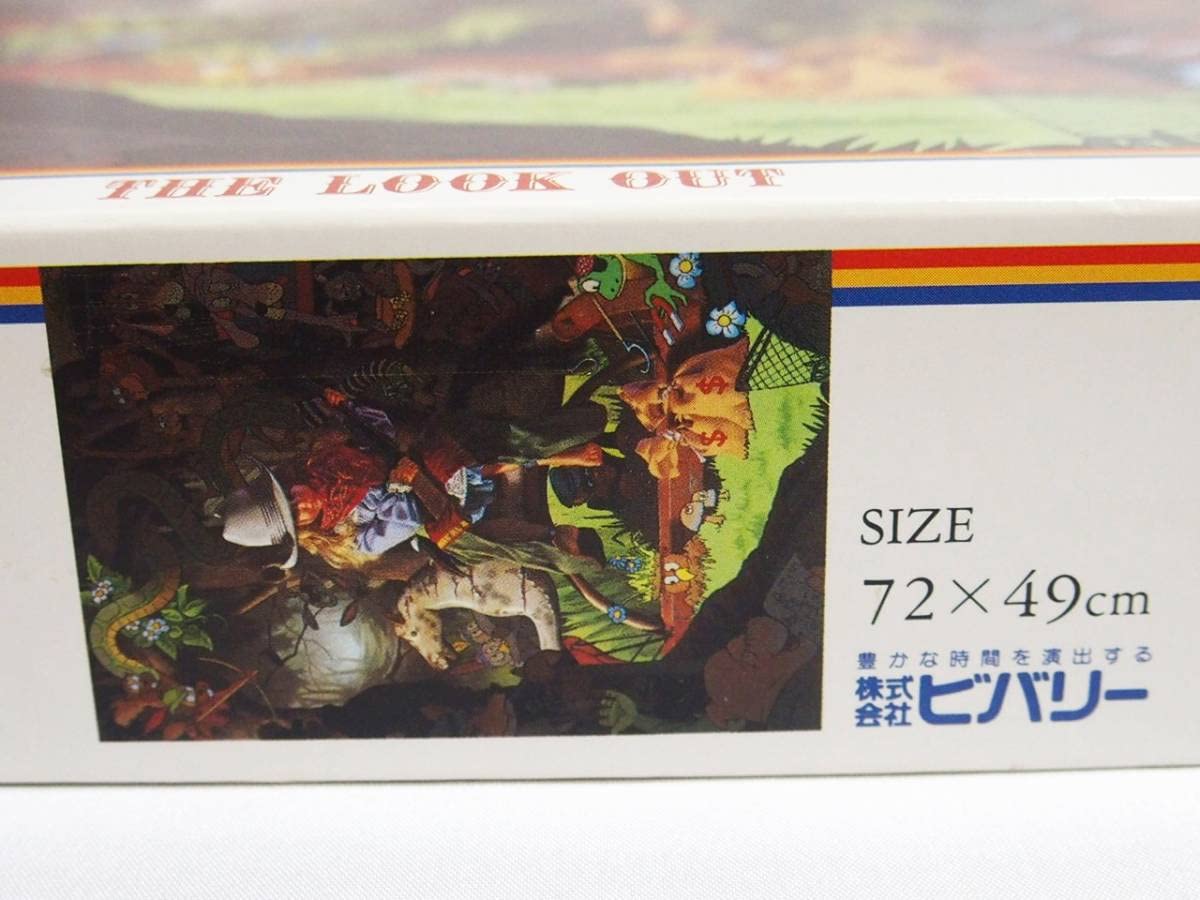 THE LOOK OUT
$
$
SIZE
72×49cm
豊かな時間を演出する
株式会社ビバリー